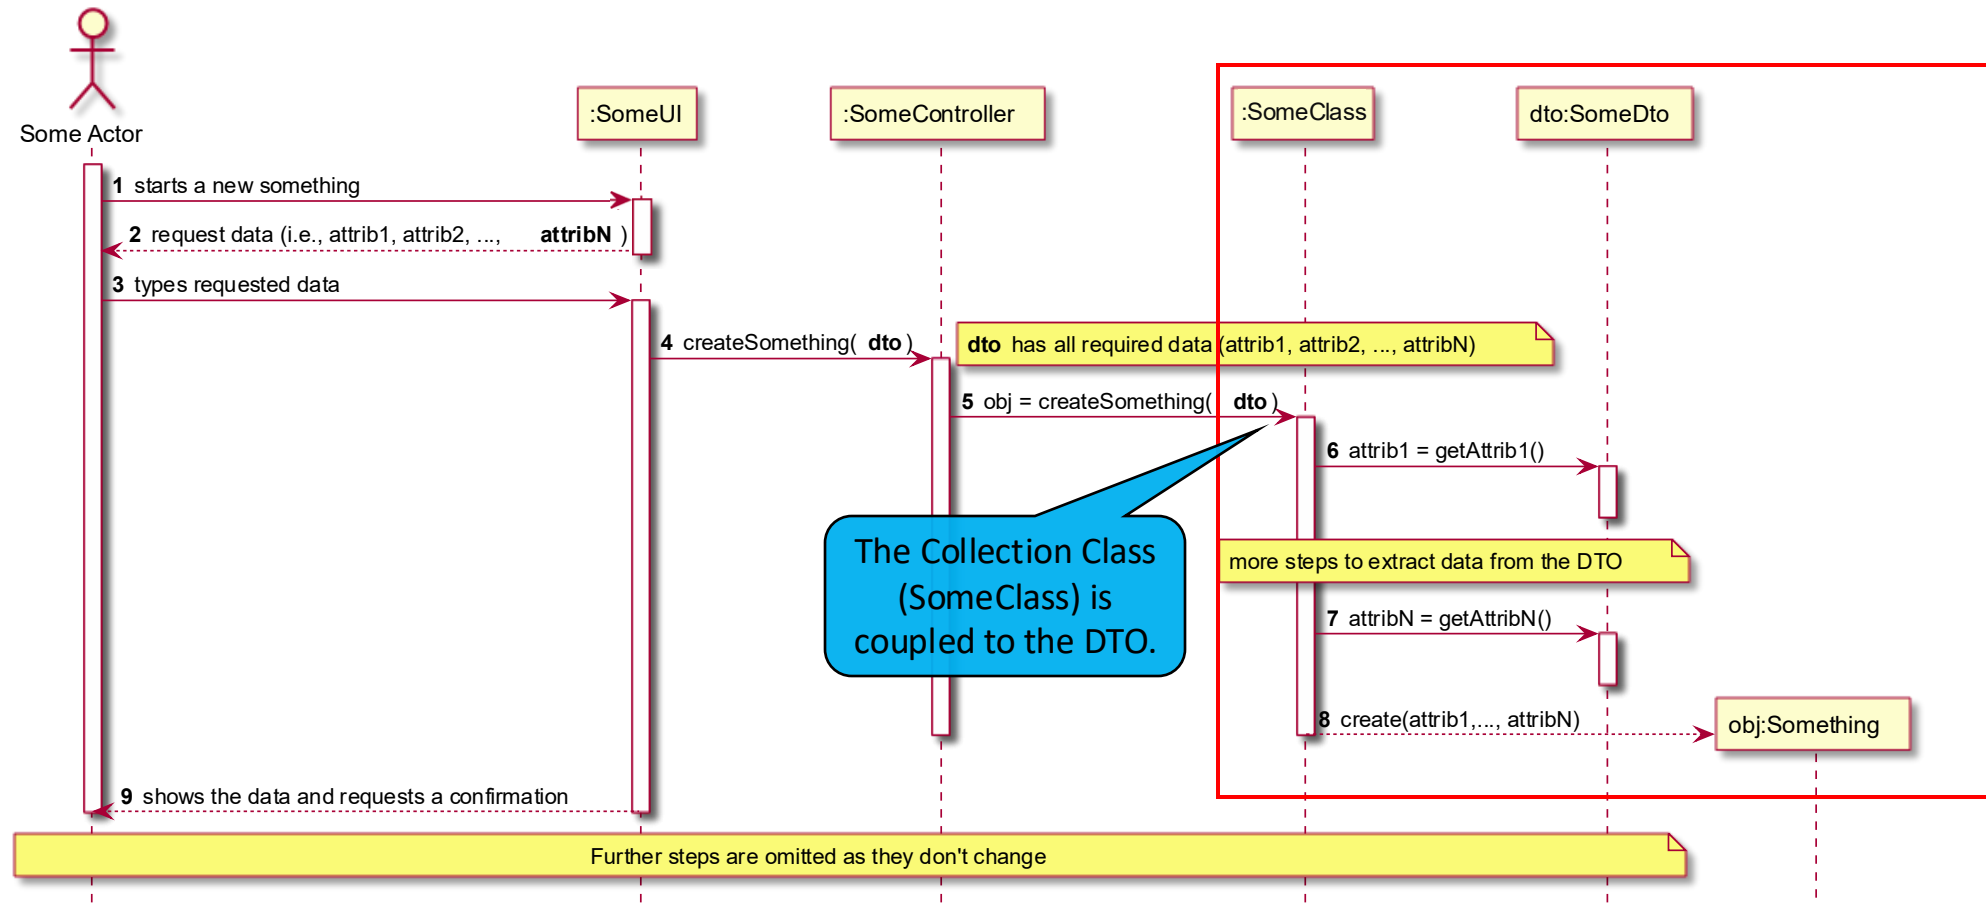 Some Actor
:SomeUI
:SomeController
:SomeClass
dto:SomeDto
1 starts a new something
2 request data (i.e., attrib1, attrib2, ..., attribN )
3 types requested data
4 createSomething( dto)
dto has all required data (attrib1, attrib2, ..., attribN)
5 obj = createSomething( dto)
6 attrib1 = getAttrib1()
The Collection Class
(SomeClass) is
coupled to the DTO.
more steps to extract data from the DTO
7 attribN = getAttribN()
8 create(attrib1,..., attribN)
obj:Something
9 shows the data and requests a confirmation
Further steps are omitted as they don't change